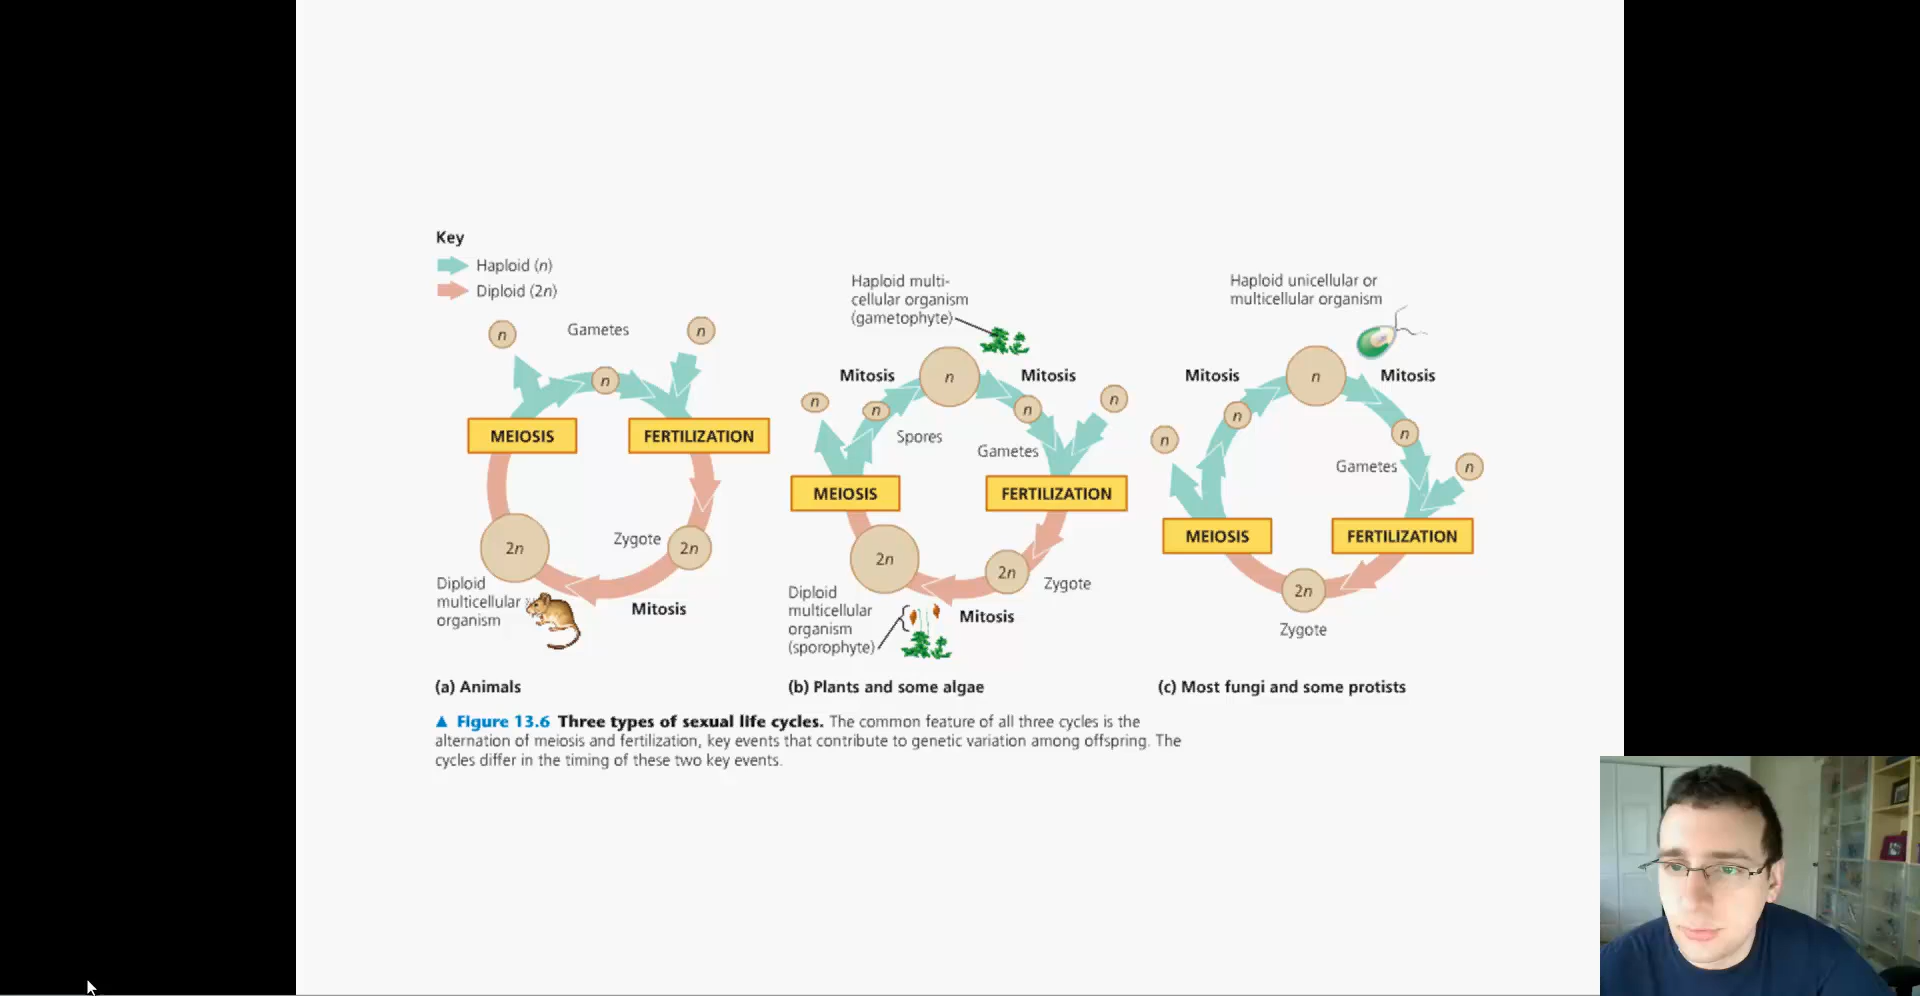 Key
Haploid (n)
Diploid (2n)
n
Gametes
n
n
MEIOSIS
FERTILIZATION
2n
Zygote
2n
Diploid
multicellular
organism
Mitosis
(a) Animals
Haploid multi-
cellular organism
(gametophyte)
Mitosis
n
Mitosis
n
n
n
n
Spores
Gametes
MEIOSIS
FERTILIZATION
2n
2n
Zygote
Diploid
multicellular
organism
(sporophyte)
Mitosis
(b) Plants and some algae
Haploid unicellular or
multicellular organism
Mitosis
n
Mitosis
n
n
n
Gametes
n
MEIOSIS
FERTILIZATION
2n
Zygote
(c) Most fungi and some protists
▲ Figure 13.6 Three types of sexual life cycles. The common feature of all three cycles is the
alternation of meiosis and fertilization, key events that contribute to genetic variation among offspring. The
cycles differ in the timing of these two key events.